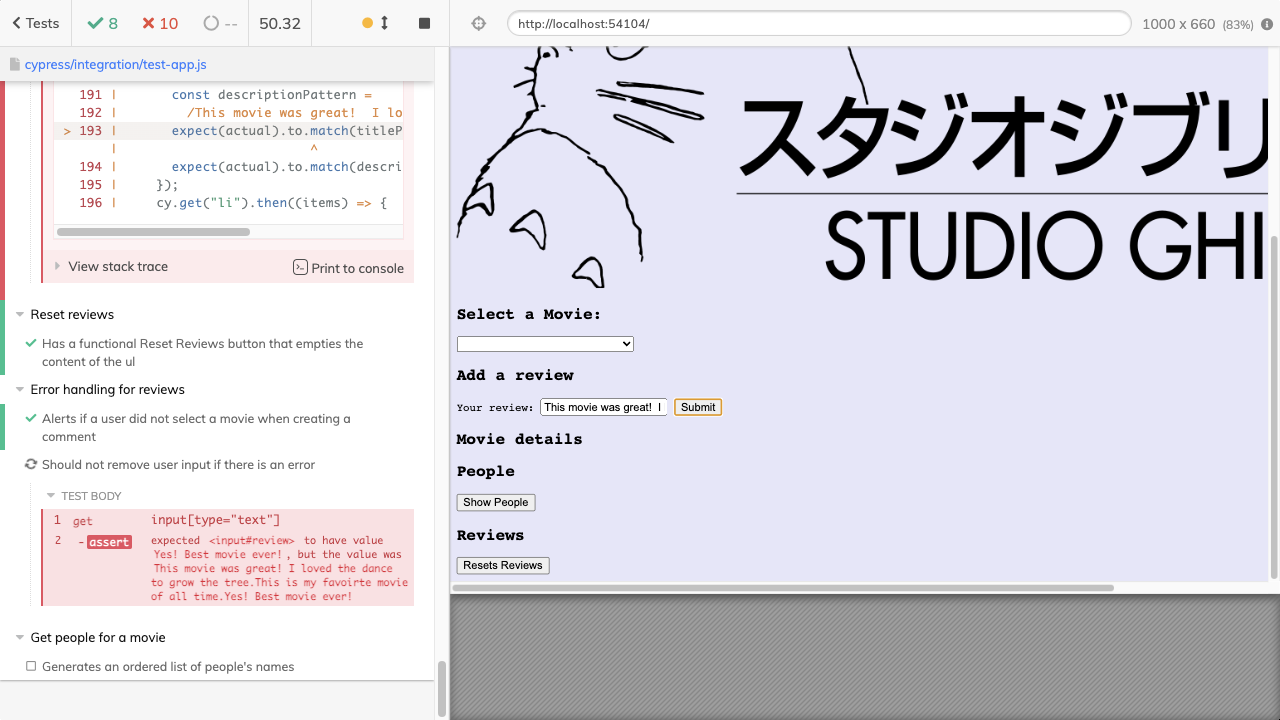 Tests
8
10
--
50.32
http://localhost:54104/
1000 x 660 (83%)
cypress/integration/test-app.js
191 | const descriptionPattern =
192 | /This movie was great!  I lo
> 193 | expect(actual).to.match(titleP
| ^
194 | expect(actual).to.match(descri
195 | });
196 | cy.get("li").then((items) => {
View stack trace
Print to console
Reset reviews
Has a functional Reset Reviews button that empties the
content of the ul
Error handling for reviews
Alerts if a user did not select a movie when creating a
comment
Should not remove user input if there is an error
TEST BODY
1 get input[type="text"]
2 -assert expected <input#review> to have value
Yes! Best movie ever!, but the value was
This movie was great! I loved the dance
to grow the tree.This is my favoirte movie
of all time.Yes! Best movie ever!
Get people for a movie
Generates an ordered list of people's names
スタジオジブリ
STUDIO GHI
Select a Movie:
Add a review
Your review: This movie was great!  I Submit
Movie details
People
Show People
Reviews
Resets Reviews